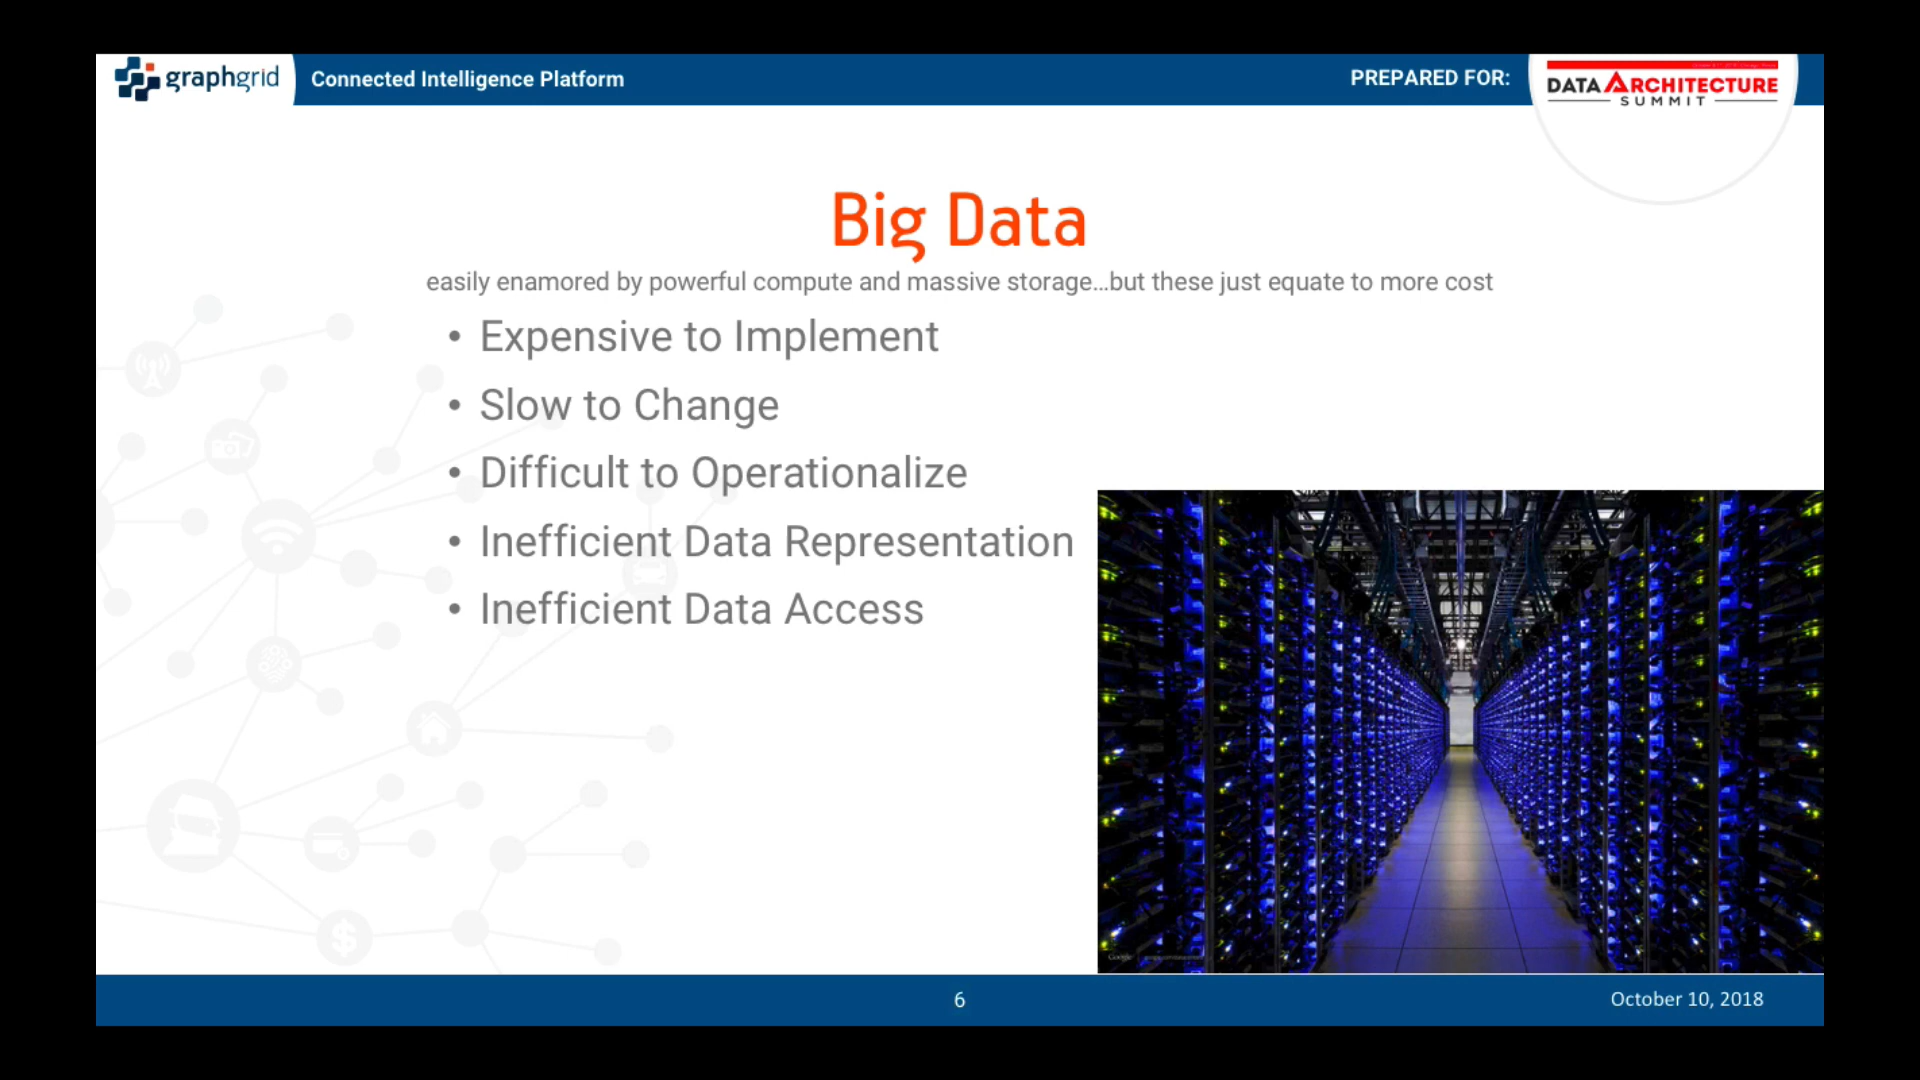 graphgrid
Connected Intelligence Platform
PREPARED FOR:
DATA ARCHITECTURE
SUMMIT
Big Data
easily enamored by powerful compute and massive storage...but these just equate to more cost
• Expensive to Implement
• Slow to Change
• Difficult to Operationalize
• Inefficient Data Representation
• Inefficient Data Access
Google
6
October 10, 2018